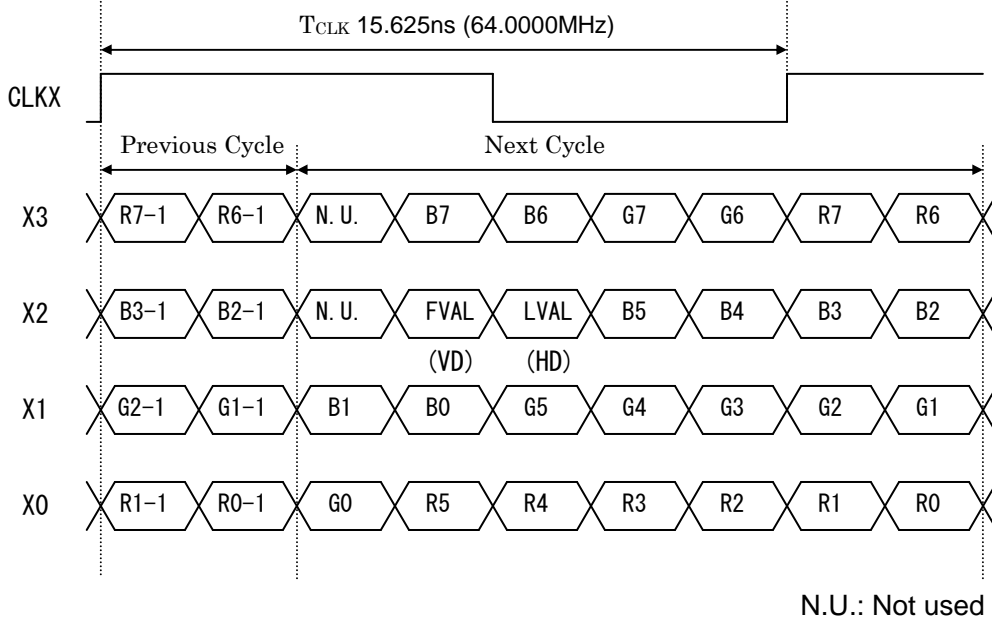 TCLK 15.625ns (64.0000MHz)
CLKX
Previous Cycle Next Cycle
X3 R7-1 R6-1 N.U. B7 B6 G7 G6 R7 R6
X2 B3-1 B2-1 N.U. FVAL LVAL B5 B4 B3 B2
(VD) (HD)
X1 G2-1 G1-1 B1 B0 G5 G4 G3 G2 G1
X0 R1-1 R0-1 G0 R5 R4 R3 R2 R1 R0
N.U.: Not used